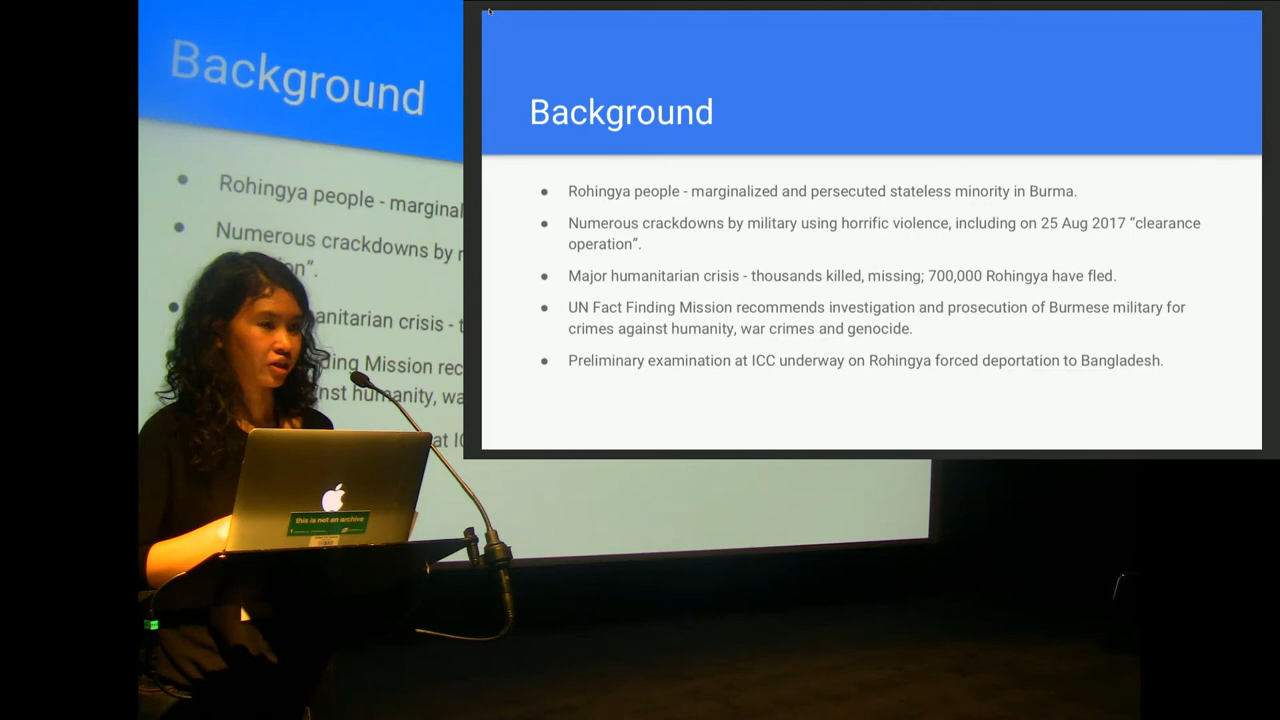 Background
Rohingya people - marginal
Numerous crackdowns by
on”.
anitarian crisis -
ding Mission rec
nst humanity, wa
at
this is not an archive
Background
● Rohingya people - marginalized and persecuted stateless minority in Burma.
● Numerous crackdowns by military using horrific violence, including on 25 Aug 2017 “clearance
operation”.
● Major humanitarian crisis - thousands killed, missing; 700,000 Rohingya have fled.
● UN Fact Finding Mission recommends investigation and prosecution of Burmese military for
crimes against humanity, war crimes and genocide.
● Preliminary examination at ICC underway on Rohingya forced deportation to Bangladesh.